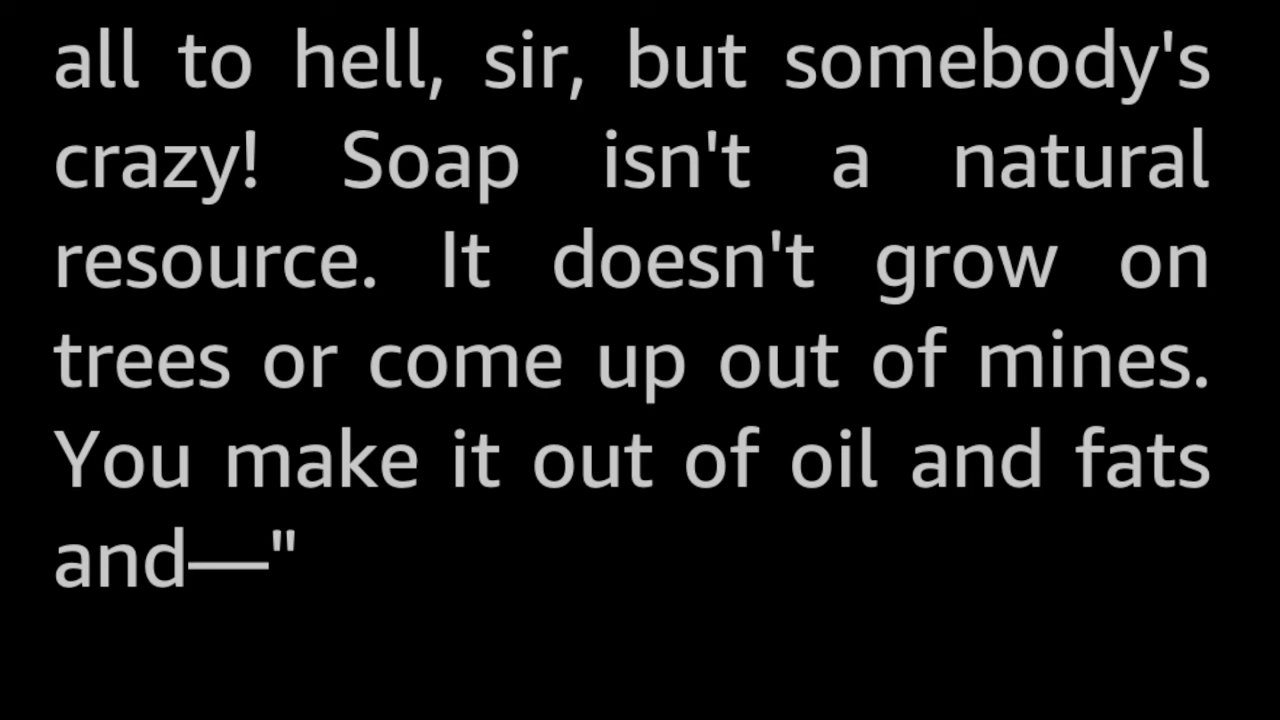 all to hell, sir, but somebody's
crazy! Soap isn't a natural
resource. It doesn't grow on
trees or come up out of mines.
You make it out of oil and fats
and—"